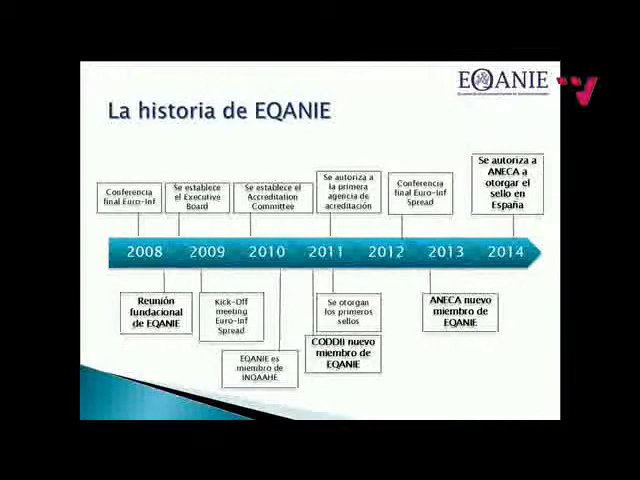 EQANIE
La historia de EQANIE
Conferencia
final Euro-Inf
Se establece
el Executive
Board
Se establece el
Accreditation
Committee
Se autoriza a
la primera
agencia de
acreditación
Conferencia
final Euro-Inf
Spread
Se autoriza a
ANECA a
otorgar el
sello en
España
2008 2009 2010 2011 2012 2013 2014
Reunión
fundacional
de EQANIE
Kick-Off
meeting
Euro-Inf
Spread
EQANIE es
miembro de
INQAAHE
Se otorgan
los primeros
sellos
CODDII nuevo
miembro de
EQANIE
ANECA nuevo
miembro de
EQANIE